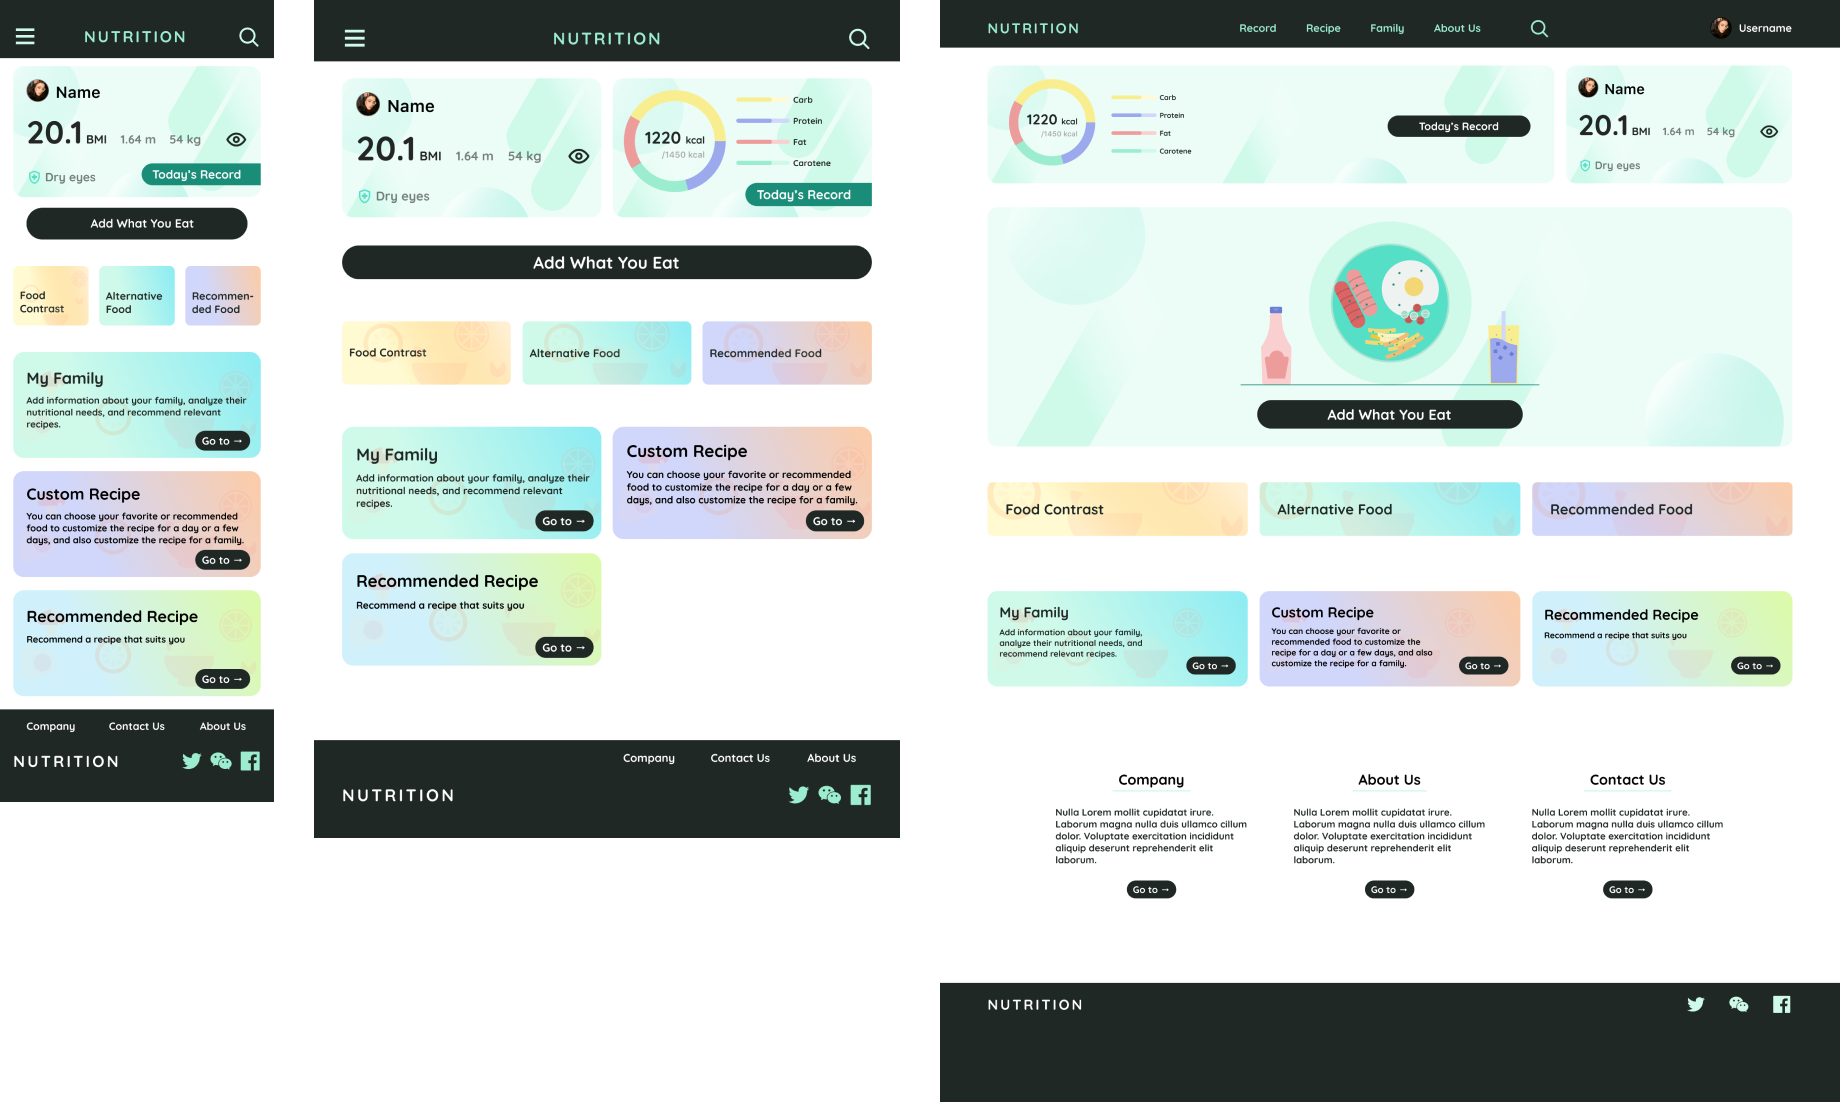 NUTRITION
Name
20.1 BMI 1.64 m 54 kg
Dry eyes
Today's Record
Add What You Eat
Food
Contrast
Alternative
Food
Recommen-
ded Food
My Family
Add information about your family, analyze their
nutritional needs, and recommend relevant
recipes.
Go to →
Custom Recipe
You can choose your favorite or recommended
food to customize the recipe for a day or a few
days, and also customize the recipe for a family.
Go to →
Recommended Recipe
Recommend a recipe that suits you
Go to →
Company Contact Us About Us
NUTRITION
NUTRITION
Name
20.1 BMI 1.64 m 54 kg
Dry eyes
1220 kcal
/1450 kcal
Carb
Protein
Fat
Carotene
Today's Record
Add What You Eat
Food Contrast
Alternative Food
Recommended Food
My Family
Add information about your family, analyze their
nutritional needs, and recommend relevant
recipes.
Go to →
Custom Recipe
You can choose your favorite or recommended
food to customize the recipe for a day or a few
days, and also customize the recipe for a family.
Go to →
Recommended Recipe
Recommend a recipe that suits you
Go to →
Company Contact Us About Us
NUTRITION
NUTRITION Record Recipe Family About Us Username
1220 kcal
/1450 kcal
Carb
Protein
Fat
Carotene
Today's Record
Name
20.1 BMI 1.64 m 54 kg
Dry eyes
Add What You Eat
Food Contrast
Alternative Food
Recommended Food
My Family
Add information about your family,
analyze their nutritional needs, and
recommend relevant recipes.
Go to →
Custom Recipe
You can choose your favorite or
recommended food to customize the
recipe for a day or a few days, and also
customize the recipe for a family.
Go to →
Recommended Recipe
Recommend a recipe that suits you
Go to →
Company
Nulla Lorem mollit cupidatat irure.
Laborum magna nulla duis ullamco cillum
dolor. Voluptate exercitation incididunt
aliquip deserunt reprehenderit elit
laborum.
Go to →
About Us
Nulla Lorem mollit cupidatat irure.
Laborum magna nulla duis ullamco cillum
dolor. Voluptate exercitation incididunt
aliquip deserunt reprehenderit elit
laborum.
Go to →
Contact Us
Nulla Lorem mollit cupidatat irure.
Laborum magna nulla duis ullamco cillum
dolor. Voluptate exercitation incididunt
aliquip deserunt reprehenderit elit
laborum.
Go to →
NUTRITION